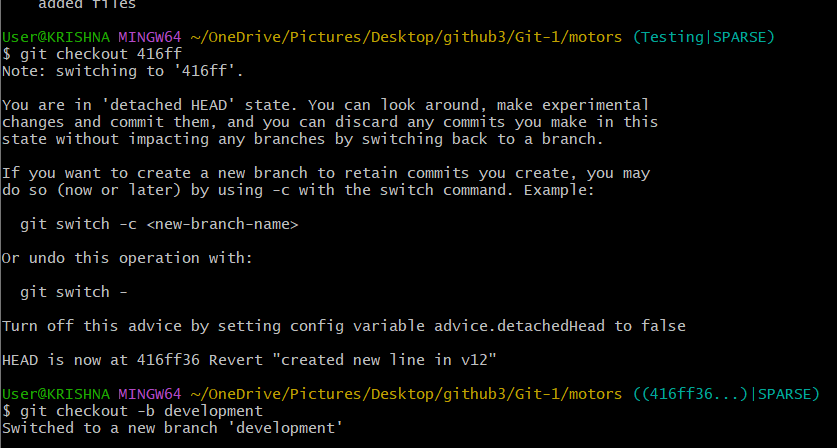 added files
User@KRISHNA MINGW64 ~/OneDrive/Pictures/Desktop/github3/Git-1/motors (Testing|SPARSE)
$ git checkout 416ff
Note: switching to '416ff'.
You are in 'detached HEAD' state. You can look around, make experimental
changes and commit them, and you can discard any commits you make in this
state without impacting any branches by switching back to a branch.
If you want to create a new branch to retain commits you create, you may
do so (now or later) by using -c with the switch command. Example:
git switch -c <new-branch-name>
Or undo this operation with:
git switch -
Turn off this advice by setting config variable advice.detachedHead to false
HEAD is now at 416ff36 Revert "created new line in v12"
User@KRISHNA MINGW64 ~/OneDrive/Pictures/Desktop/github3/Git-1/motors ((416ff36...)|SPARSE)
$ git checkout -b development
Switched to a new branch 'development'